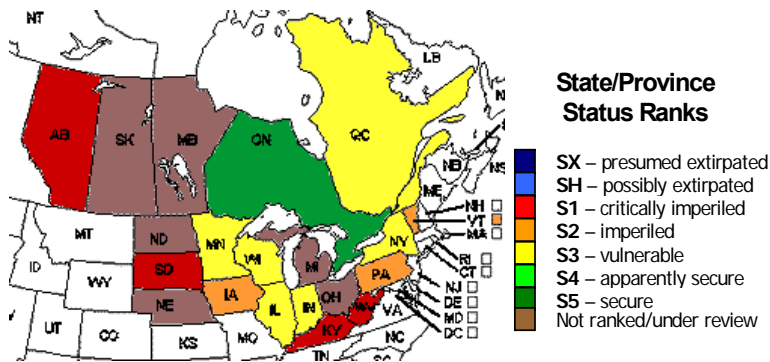 NT
LB
AB
SK
MB
ON
QC
NB
NS
ME
NH
VT
MA
MT
ND
MN
WI
MI
NY
ID
WY
SD
IA
PA
RI
CT
NJ
DE
MD
DC
NE
IL
IN
OH
WV
VA
UT
CO
KS
MO
KY
TN
NC
State/Province
Status Ranks
SX – presumed extirpated
SH – possibly extirpated
S1 – critically imperiled
S2 – imperiled
S3 – vulnerable
S4 – apparently secure
S5 – secure
Not ranked/under review